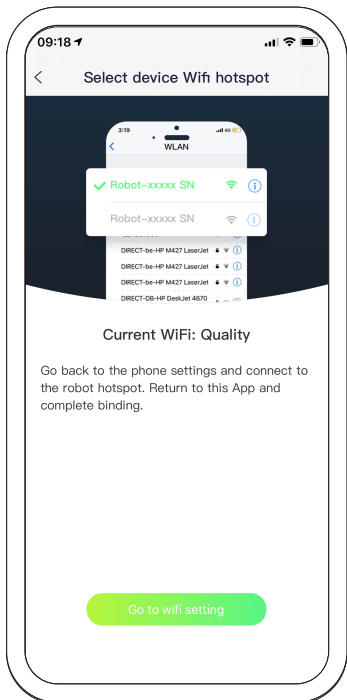 09:18
Select device Wifi hotspot
3:19
4G
WLAN
Robot-xxxxx SN
Robot-xxxxx SN
DIRECT-be-HP M427 LaserJet
DIRECT-be-HP M427 LaserJet
DIRECT-be-HP M427 LaserJet
DIRECT-DB-HP DeskJet 4670
Current WiFi: Quality
Go back to the phone settings and connect to
the robot hotspot. Return to this App and
complete binding.
Go to wifi setting